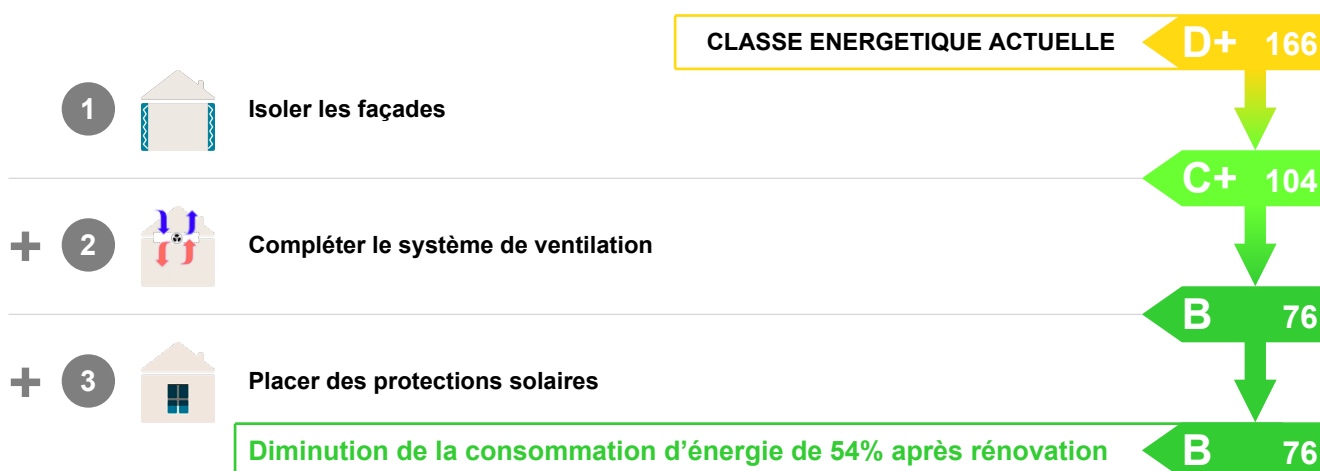 CLASSE ENERGETIQUE ACTUELLE D+ 166
1 Isoler les façades
C+ 104
+ 2 Compléter le système de ventilation
B 76
+ 3 Placer des protections solaires
Diminution de la consommation d’énergie de 54% après rénovation B 76